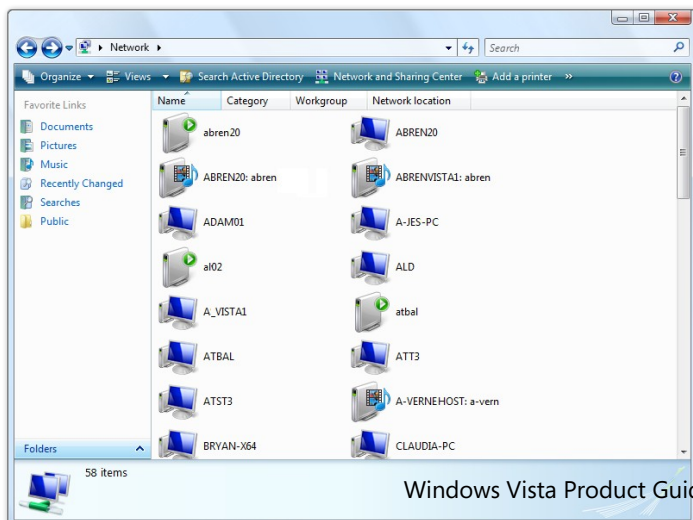 Network
Search
Organize Views Search Active Directory Network and Sharing Center Add a printer »
Favorite Links
Documents
Pictures
Music
Recently Changed
Searches
Public
Folders
Name Category Workgroup Network location
abren20 ABREN20
ABREN20: abren ABRENVISTA1: abren
ADAM01 A-JES-PC
al02 ALD
A_VISTA1 atbal
ATBAL ATT3
ATST3 A-VERNEHOST: a-vern
BRYAN-X64 CLAUDIA-PC
58 items
Windows Vista Product Guid